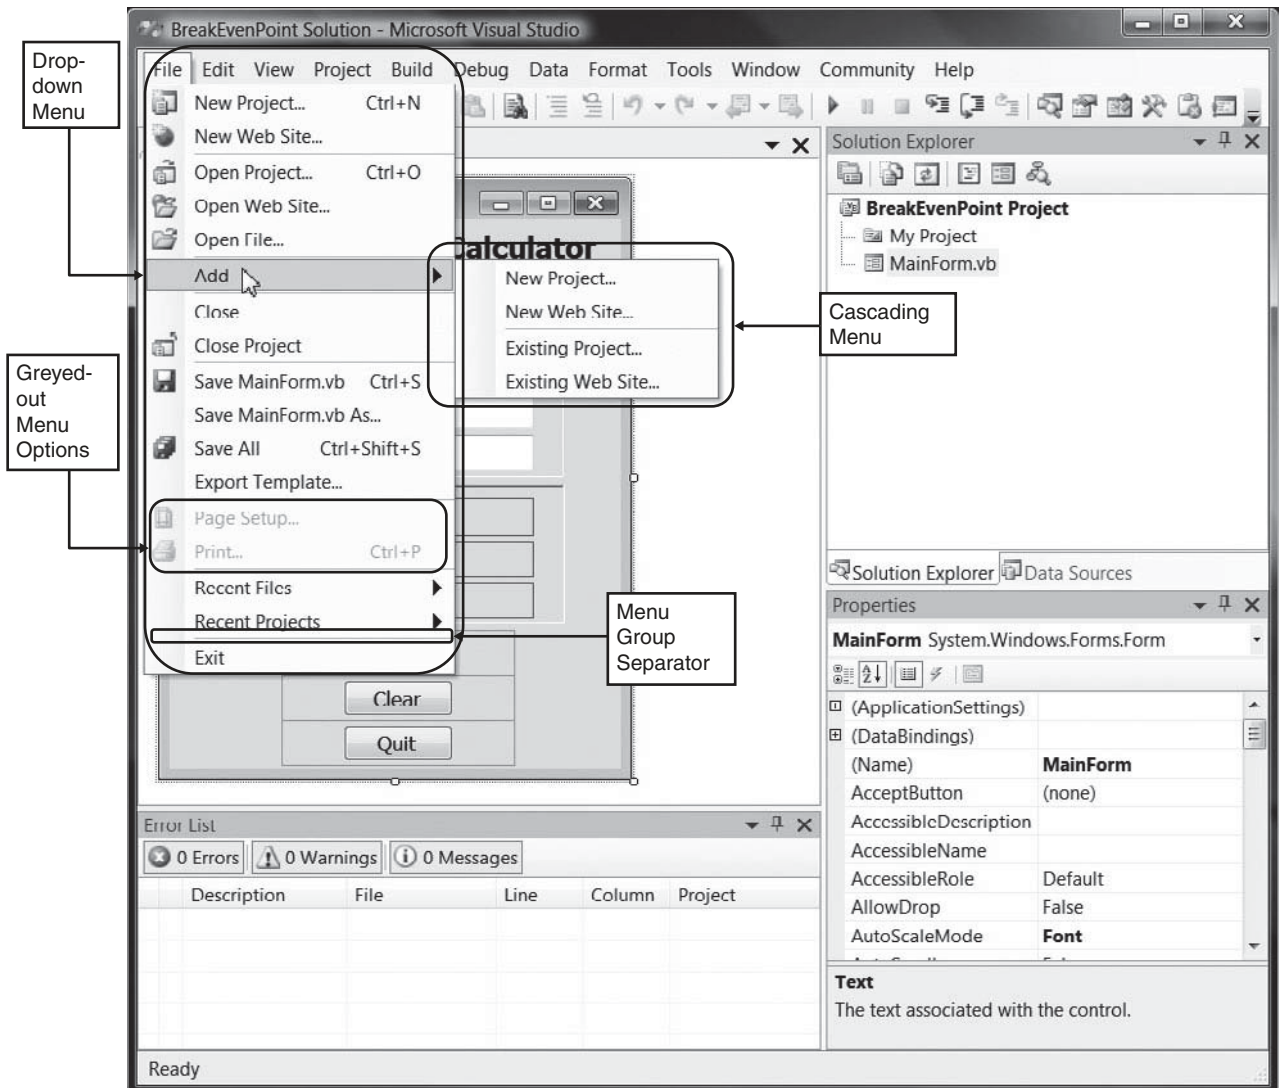 BreakEvenPoint Solution - Microsoft Visual Studio
File Edit View Project Build Debug Data Format Tools Window Community Help
Drop-
down
Menu
New Project... Ctrl+N
New Web Site...
Open Project... Ctrl+O
Open Web Site...
Open File...
Add
Close
Close Project
Save MainForm.vb Ctrl+S
Save MainForm.vb As...
Save All Ctrl+Shift+S
Export Template...
Page Setup...
Print... Ctrl+P
Recent Files
Recent Projects
Exit
Greyed-
out
Menu
Options
Calculator
New Project...
New Web Site...
Existing Project...
Existing Web Site...
Cascading
Menu
Menu
Group
Separator
Clear
Quit
Solution Explorer
BreakEvenPoint Project
My Project
MainForm.vb
Solution Explorer Data Sources
Properties
MainForm System.Windows.Forms.Form
(ApplicationSettings)
(DataBindings)
(Name) MainForm
AcceptButton (none)
AccessibleDescription
AccessibleName
AccessibleRole Default
AllowDrop False
AutoScaleMode Font
Text
The text associated with the control.
Error List
0 Errors 0 Warnings 0 Messages
Description File Line Column Project
Ready